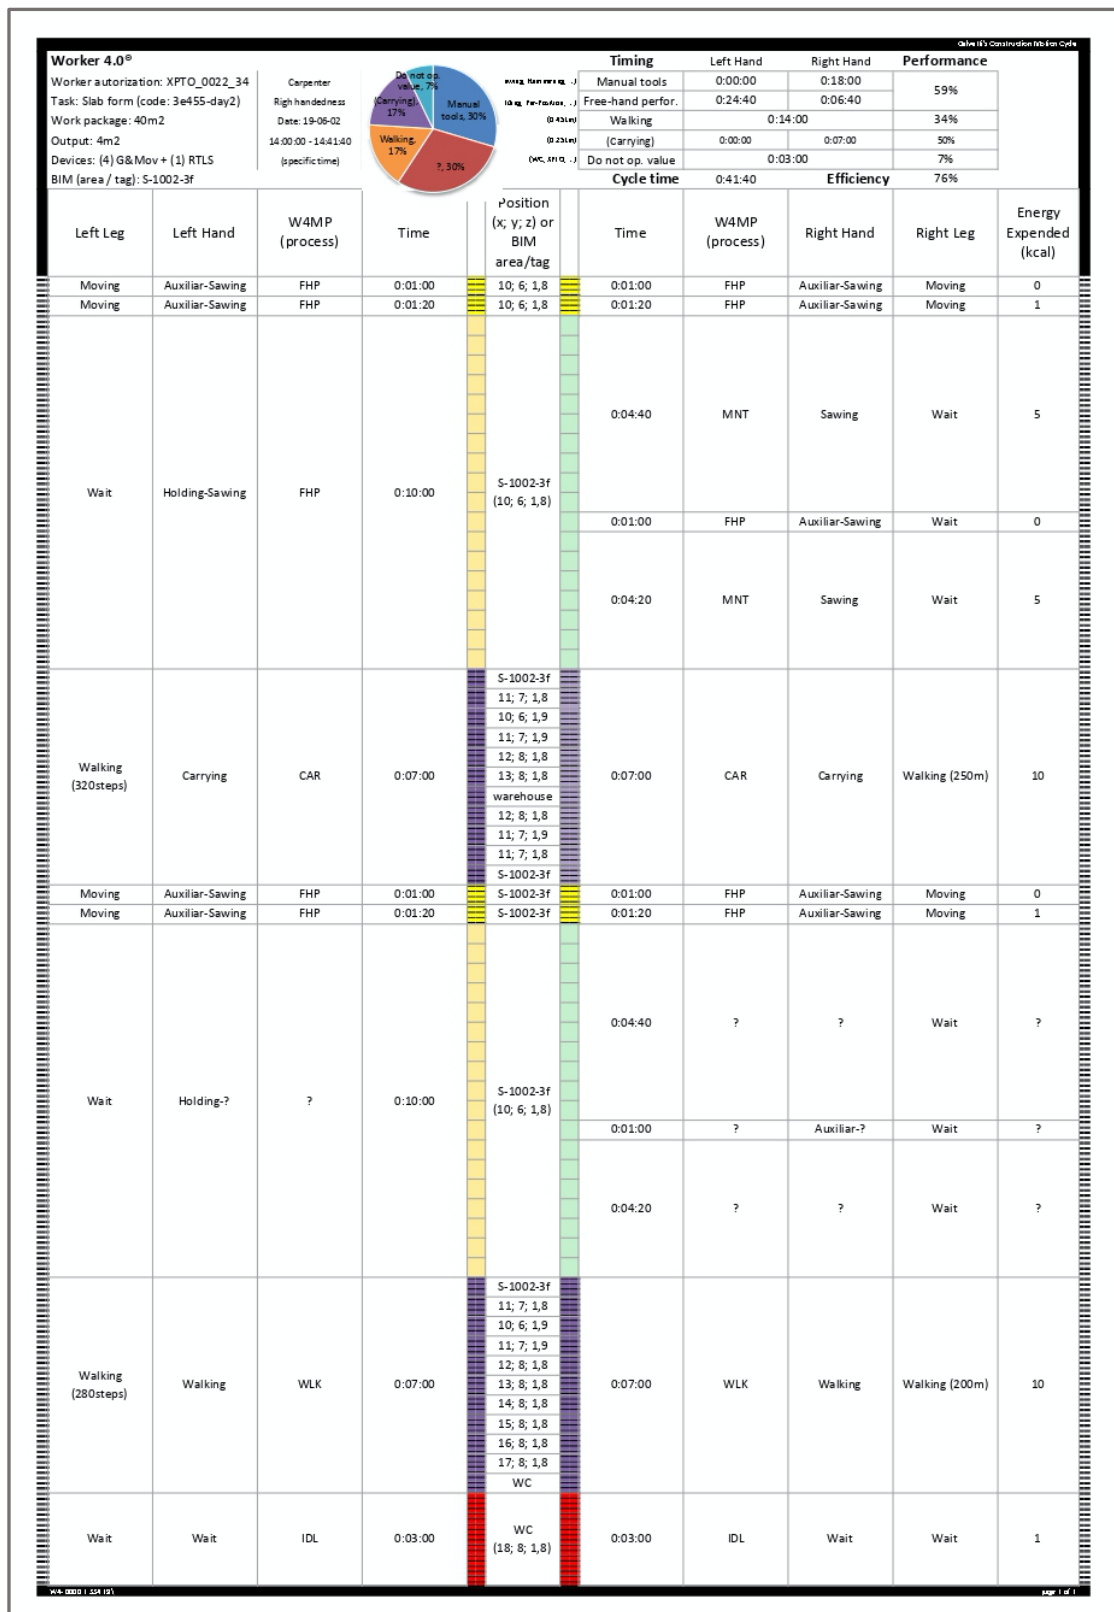 Galvetti's Construction Motion Cycle
Worker 4.0®
Worker autorization: XPTO_0022_34
Task: Slab form (code: 3e455-day2)
Work package: 40m2
Output: 4m2
Devices: (4) G&Mov + (1) RTLS
BIM (area / tag): S-1002-3f
Carpenter
Righ handedness
Date: 19-06-02
14:00:00 - 14:41:40
(specific time)
Do not op. value, 7%
(Carrying), 17%
Manual tools, 30%
Walking, 17%
?, 30%
Timing Left Hand Right Hand Performance
Manual tools 0:00:00 0:18:00 59%
Free-hand perfor. 0:24:40 0:06:40
Walking 0:14:00 34%
(Carrying) 0:00:00 0:07:00 50%
Do not op. value 0:03:00 7%
Cycle time 0:41:40 Efficiency 76%
Left Leg Left Hand W4MP (process) Time Position (x; y; z) or BIM area/tag Time W4MP (process) Right Hand Right Leg Energy Expended (kcal)
Moving Auxiliar-Sawing FHP 0:01:00 10; 6; 1,8 0:01:00 FHP Auxiliar-Sawing Moving 0
Moving Auxiliar-Sawing FHP 0:01:20 10; 6; 1,8 0:01:20 FHP Auxiliar-Sawing Moving 1
0:04:40 MNT Sawing Wait 5
Wait Holding-Sawing FHP 0:10:00 S-1002-3f (10; 6; 1,8)
0:01:00 FHP Auxiliar-Sawing Wait 0
0:04:20 MNT Sawing Wait 5
S-1002-3f
11; 7; 1,8
10; 6; 1,9
11; 7; 1,9
12; 8; 1,8
Walking (320steps) Carrying CAR 0:07:00 13; 8; 1,8 0:07:00 CAR Carrying Walking (250m) 10
warehouse
12; 8; 1,8
11; 7; 1,9
11; 7; 1,8
S-1002-3f
Moving Auxiliar-Sawing FHP 0:01:00 S-1002-3f 0:01:00 FHP Auxiliar-Sawing Moving 0
Moving Auxiliar-Sawing FHP 0:01:20 S-1002-3f 0:01:20 FHP Auxiliar-Sawing Moving 1
0:04:40 ? ? Wait ?
Wait Holding-? ? 0:10:00 S-1002-3f (10; 6; 1,8)
0:01:00 ? Auxiliar-? Wait ?
0:04:20 ? ? Wait ?
S-1002-3f
11; 7; 1,8
10; 6; 1,9
11; 7; 1,9
12; 8; 1,8
Walking (280steps) Walking WLK 0:07:00 13; 8; 1,8 0:07:00 WLK Walking Walking (200m) 10
14; 8; 1,8
15; 8; 1,8
16; 8; 1,8
17; 8; 1,8
WC
Wait Wait IDL 0:03:00 WC (18; 8; 1,8) 0:03:00 IDL Wait Wait 1
page 1 of 1